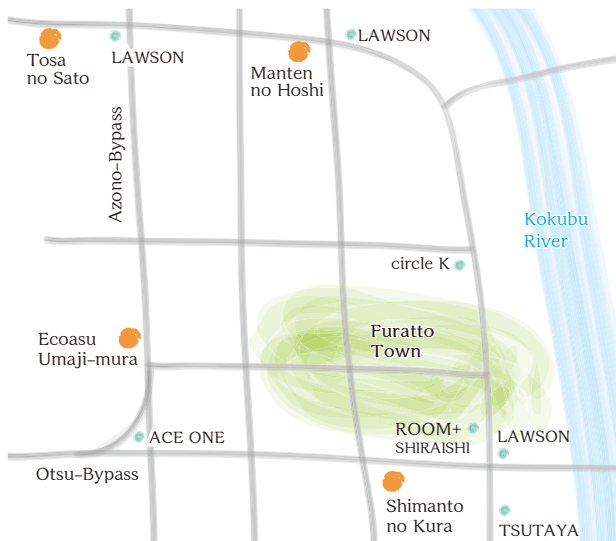 LAWSON
Tosa
no Sato
LAWSON
Manten
no Hoshi
Azono-Bypass
Kokubu
River
circle K
Furatto
Town
Ecoasu
Umaji-mura
ROOM+
SHIRAISHI
ACE ONE
LAWSON
Otsu-Bypass
Shimanto
no Kura
TSUTAYA